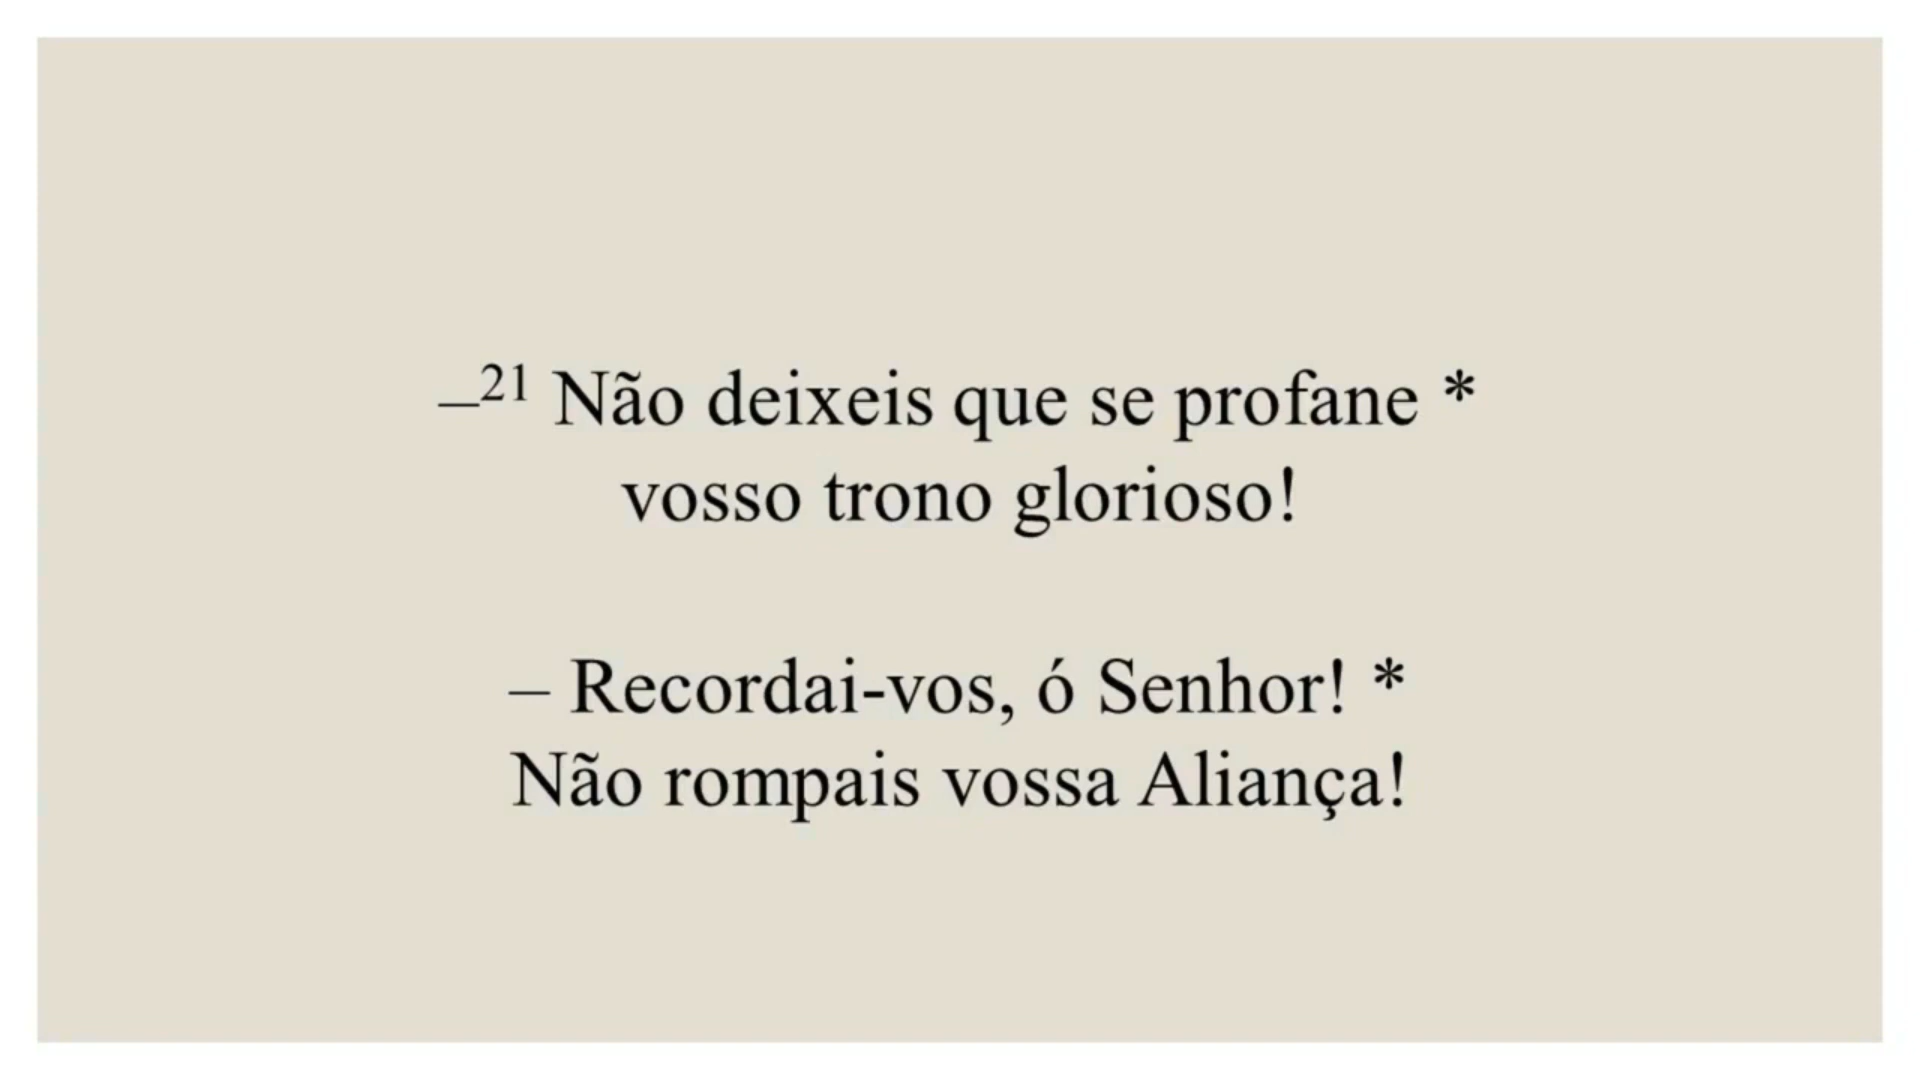 –²¹ Não deixeis que se profane *
vosso trono glorioso!
– Recordai-vos, ó Senhor! *
Não rompais vossa Aliança!